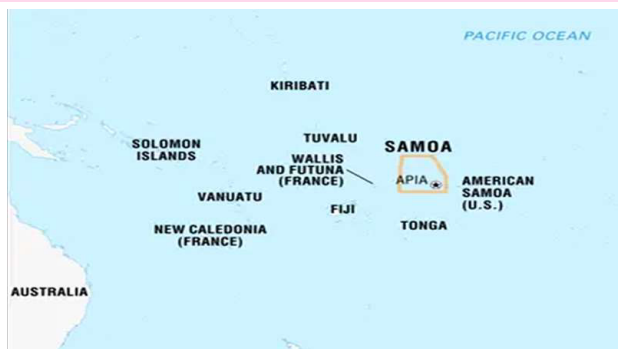 PACIFIC OCEAN
KIRIBATI
TUVALU
SOLOMON
ISLANDS
SAMOA
WALLIS
AND FUTUNA
(FRANCE)
APIA
AMERICAN
SAMOA
(U.S.)
VANUATU
FIJI
TONGA
NEW CALEDONIA
(FRANCE)
AUSTRALIA